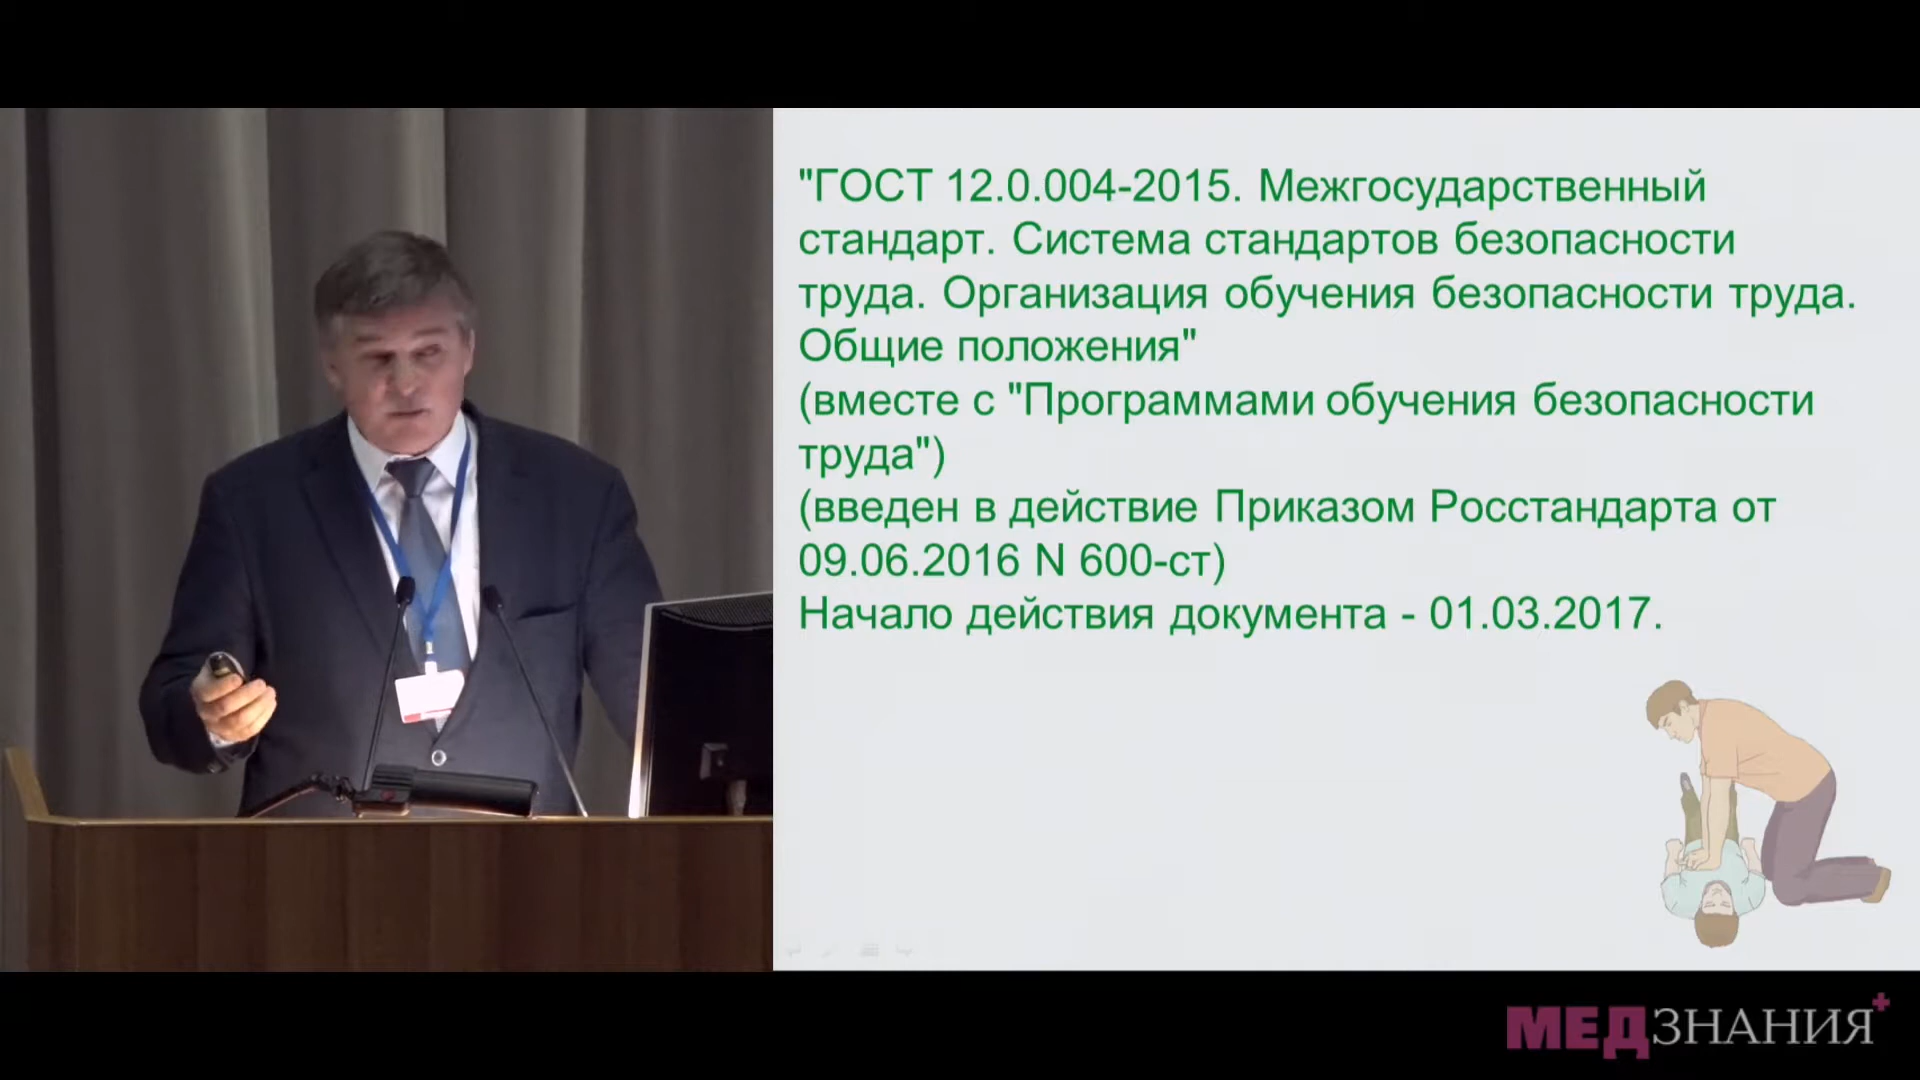 "ГОСТ 12.0.004-2015. Межгосударственный
стандарт. Система стандартов безопасности
труда. Организация обучения безопасности труда.
Общие положения"
(вместе с "Программами обучения безопасности
труда")
(введен в действие Приказом Росстандарта от
09.06.2016 N 600-ст)
Начало действия документа - 01.03.2017.
МЕДЗНАНИЯ+